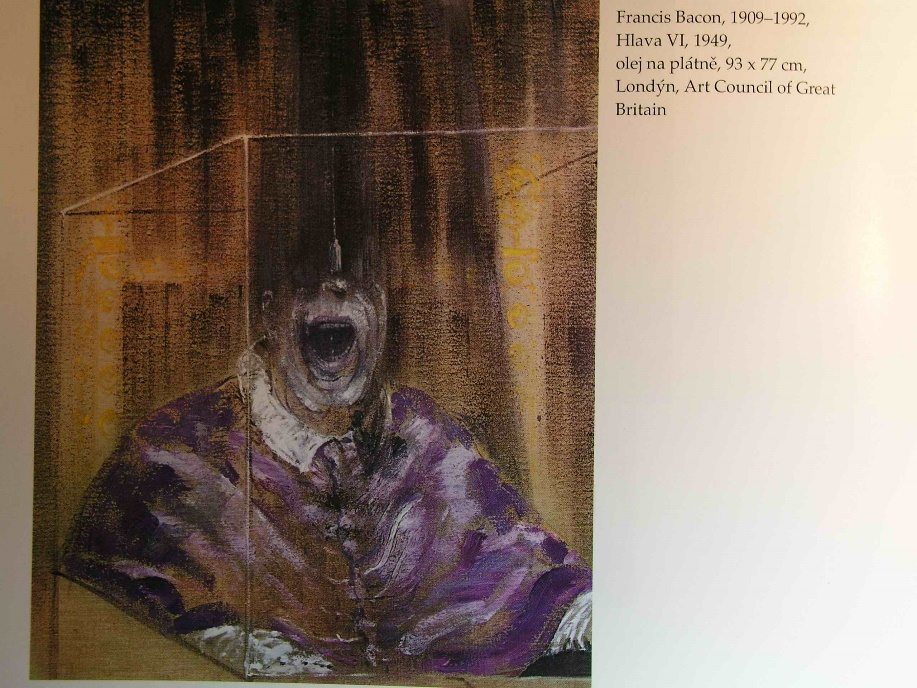 Francis Bacon, 1909–1992,
Hlava VI, 1949,
olej na plátně, 93 x 77 cm,
Londýn, Art Council of Great
Britain